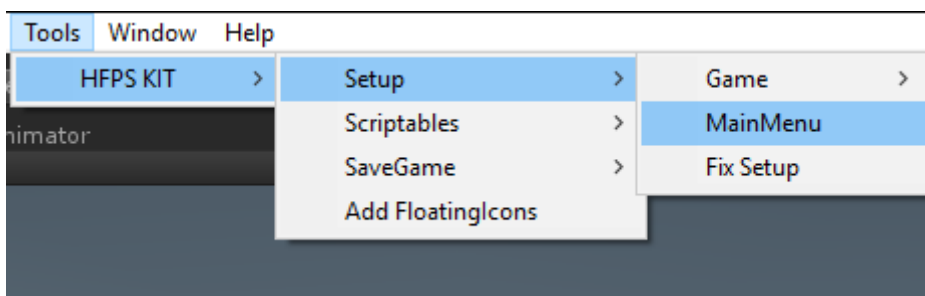 Tools Window Help
HFPS KIT > Setup > Game >
Scriptables > MainMenu
nimator
SaveGame > Fix Setup
Add FloatingIcons